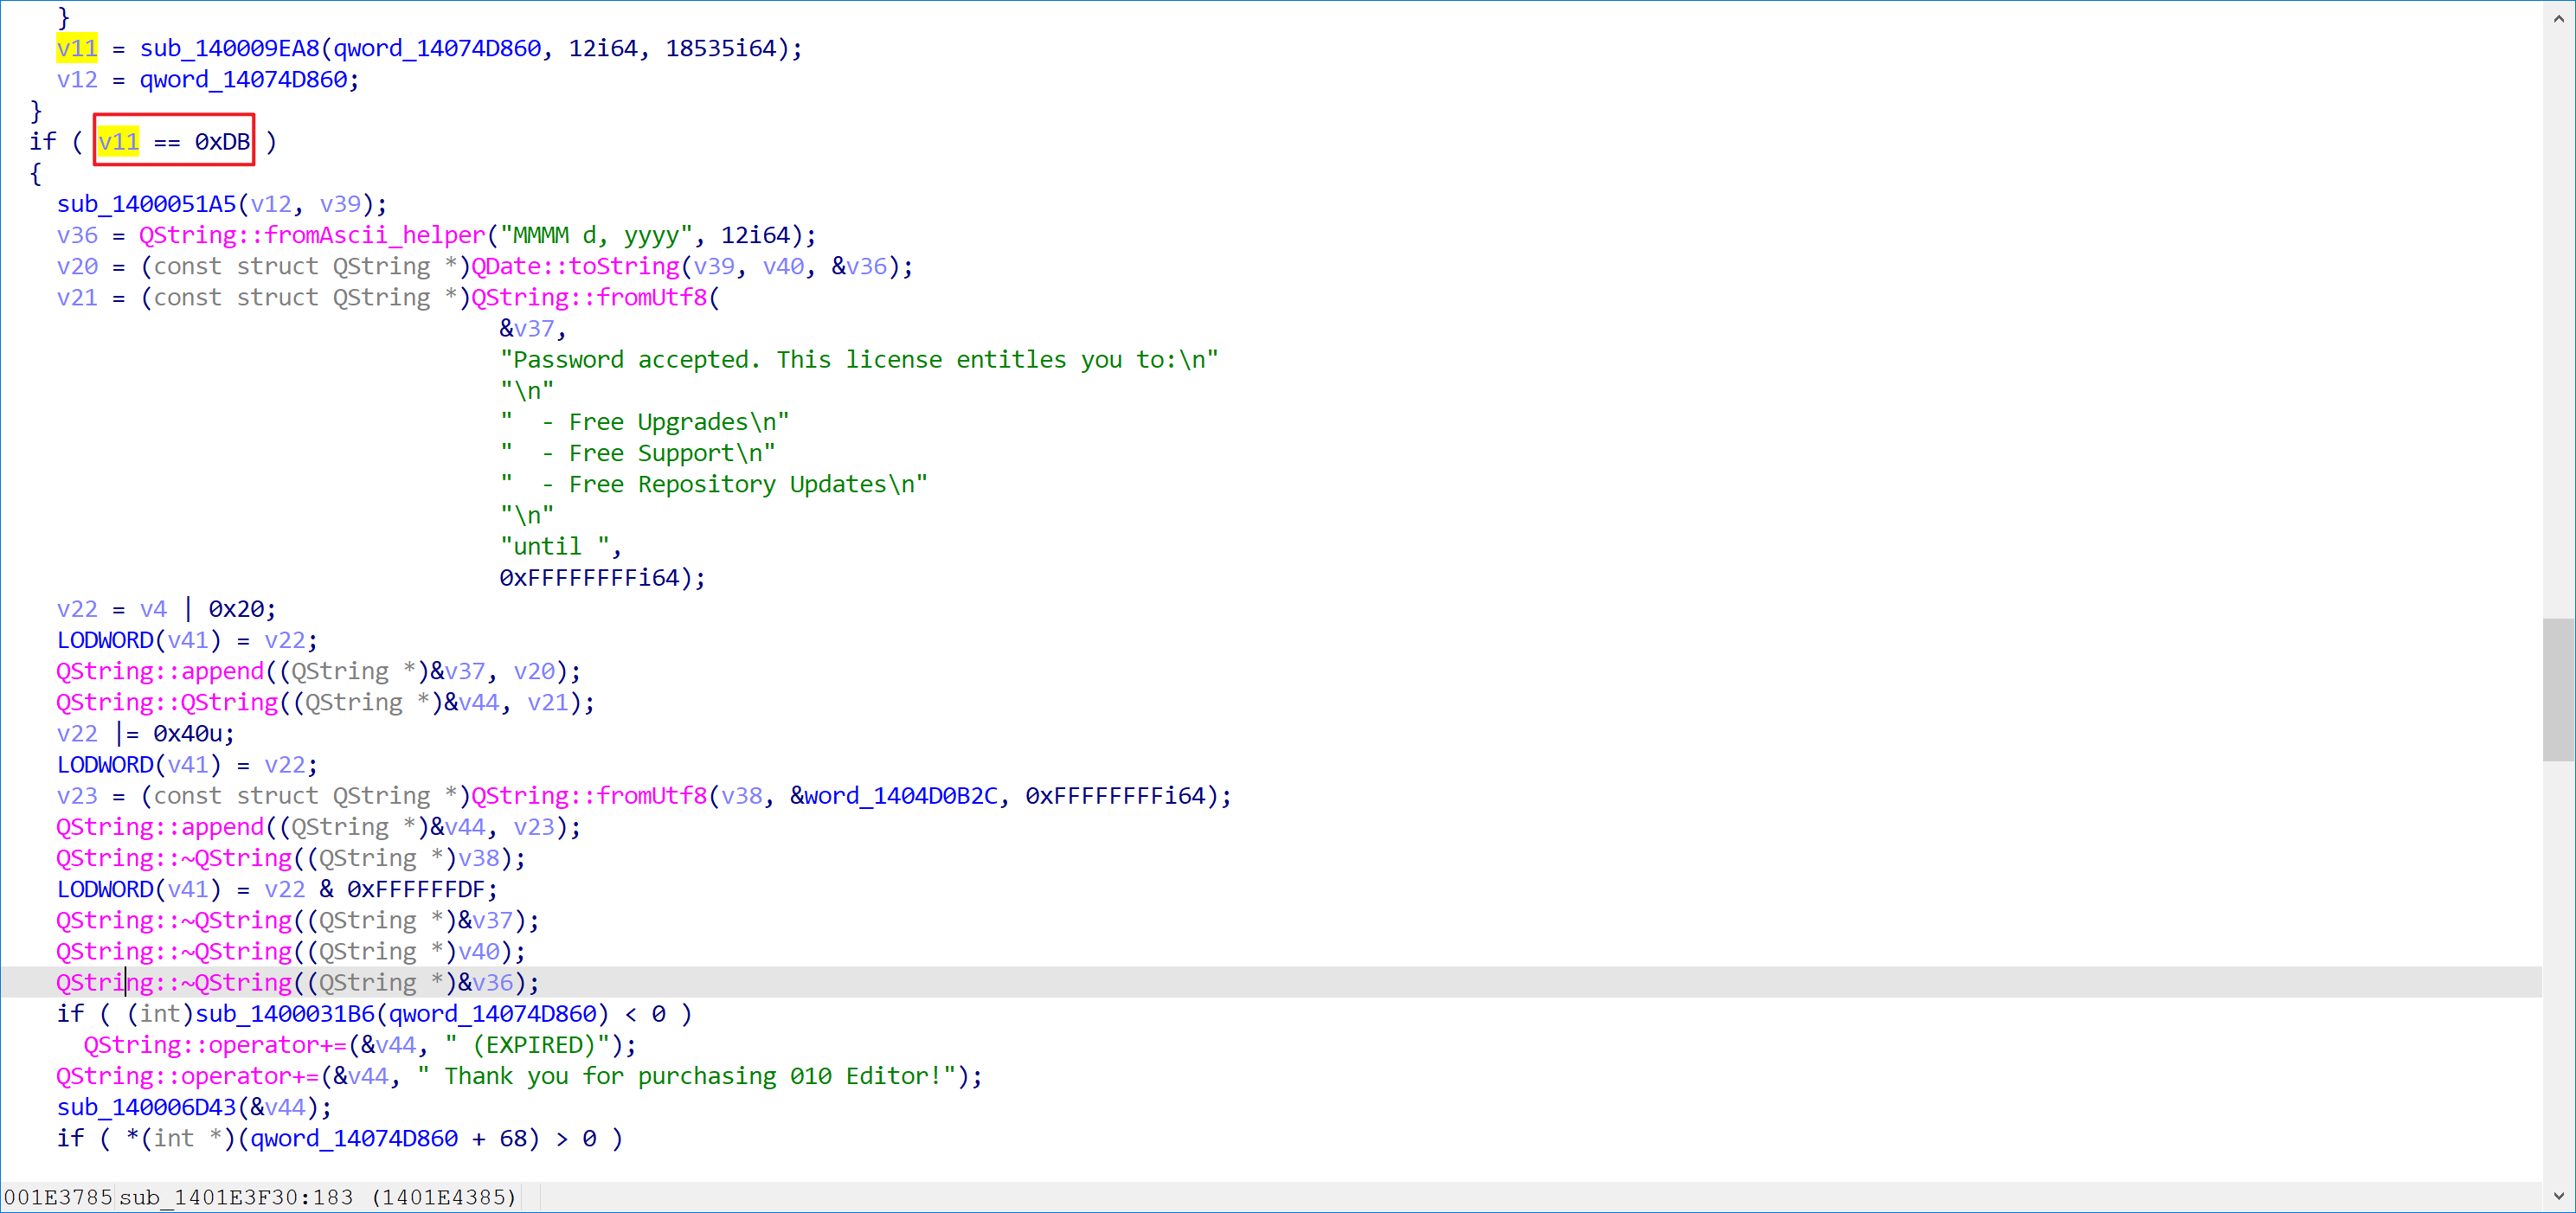 }
v11 = sub_140009EA8(qword_14074D860, 12i64, 18535i64);
v12 = qword_14074D860;
}
if ( v11 == 0xDB )
{
sub_1400051A5(v12, v39);
v36 = QString::fromAscii_helper("MMMM d, yyyy", 12i64);
v20 = (const struct QString *)QDate::toString(v39, v40, &v36);
v21 = (const struct QString *)QString::fromUtf8(
&v37,
"Password accepted. This license entitles you to:\n"
"\n"
"  - Free Upgrades\n"
"  - Free Support\n"
"  - Free Repository Updates\n"
"\n"
"until ",
0xFFFFFFFFi64);
v22 = v4 | 0x20;
LODWORD(v41) = v22;
QString::append((QString *)&v37, v20);
QString::QString((QString *)&v44, v21);
v22 |= 0x40u;
LODWORD(v41) = v22;
v23 = (const struct QString *)QString::fromUtf8(v38, &word_1404D0B2C, 0xFFFFFFFFi64);
QString::append((QString *)&v44, v23);
QString::~QString((QString *)v38);
LODWORD(v41) = v22 & 0xFFFFFFDF;
QString::~QString((QString *)&v37);
QString::~QString((QString *)v40);
QString::~QString((QString *)&v36);
if ( (int)sub_1400031B6(qword_14074D860) < 0 )
QString::operator+=(&v44, " (EXPIRED)");
QString::operator+=(&v44, " Thank you for purchasing 010 Editor!");
sub_140006D43(&v44);
if ( *(int *)(qword_14074D860 + 68) > 0 )
001E3785 sub_1401E3F30:183 (1401E4385)